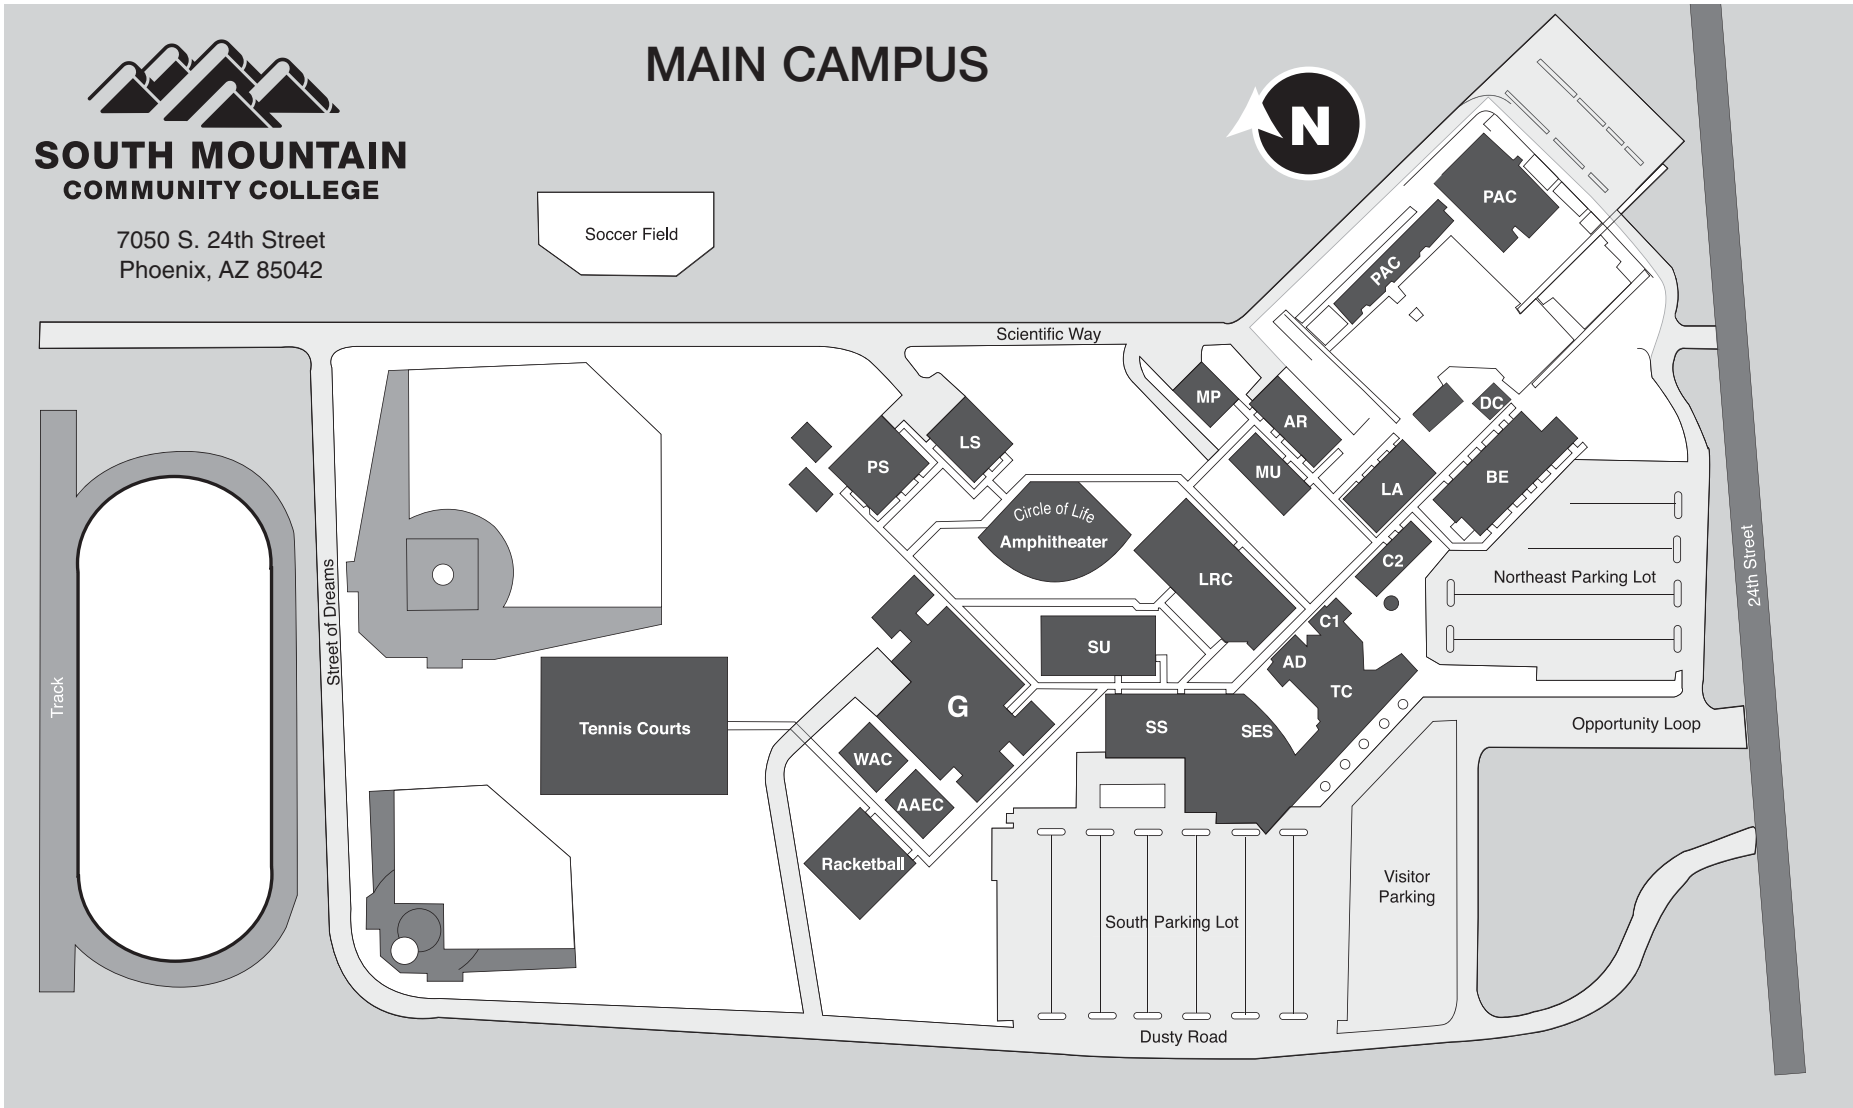 MAIN CAMPUS
SOUTH MOUNTAIN
COMMUNITY COLLEGE
7050 S. 24th Street
Phoenix, AZ 85042
N
Soccer Field
PAC
PAC
Scientific Way
MP
AR
DC
LS
PS
MU
LA
BE
Circle of Life
Amphitheater
LRC
C2
Northeast Parking Lot
24th Street
Street of Dreams
C1
SU
AD
TC
Track
G
Tennis Courts
SS
SES
Opportunity Loop
WAC
AAEC
Racketball
Visitor
Parking
South Parking Lot
Dusty Road